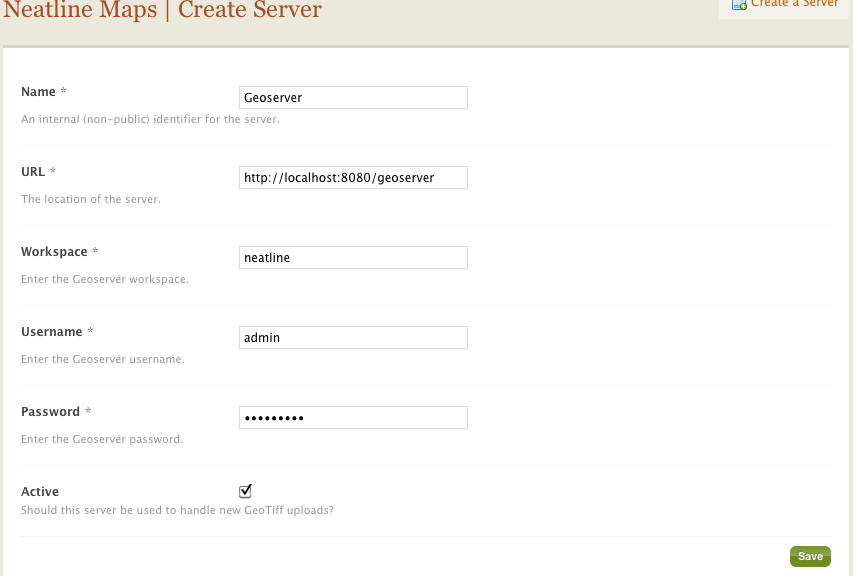 Create a Server
Neatline Maps | Create Server
Name *
Geoserver
An internal (non-public) identifier for the server.
URL *
http://localhost:8080/geoserver
The location of the server.
Workspace *
neatline
Enter the Geoserver workspace.
Username *
admin
Enter the Geoserver username.
Password *
•••••••••
Enter the Geoserver password.
Active
Should this server be used to handle new GeoTiff uploads?
Save